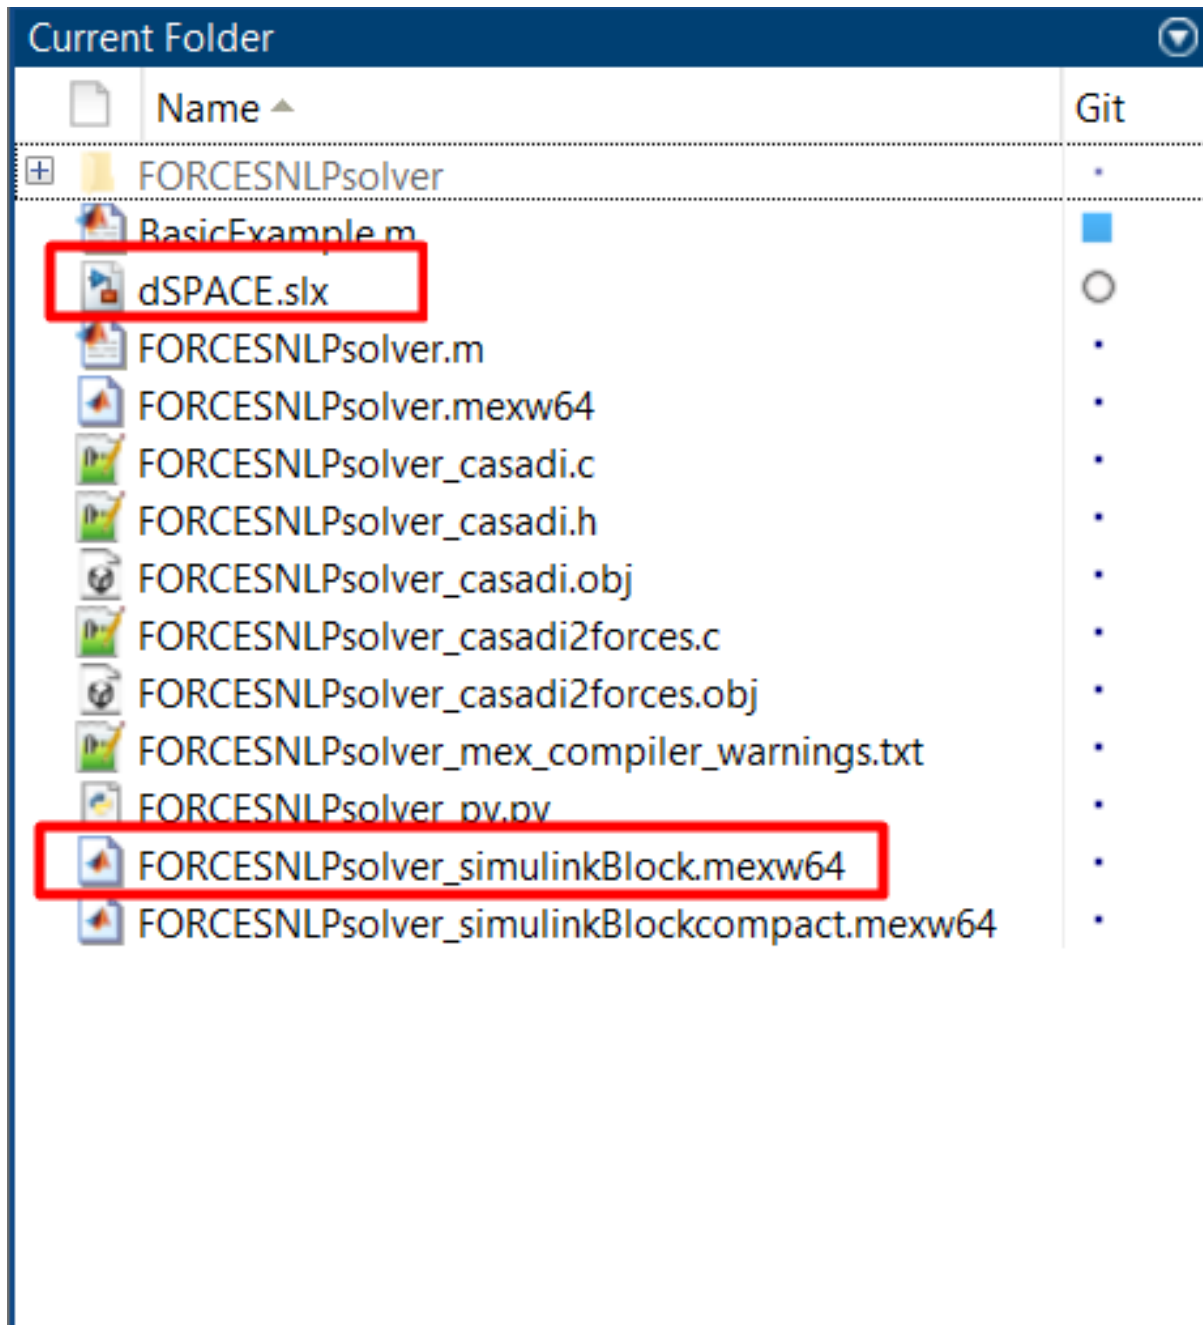 Current Folder
Name Git
FORCESNLPsolver
BasicExample.m
dSPACE.slx
FORCESNLPsolver.m
FORCESNLPsolver.mexw64
FORCESNLPsolver_casadi.c
FORCESNLPsolver_casadi.h
FORCESNLPsolver_casadi.obj
FORCESNLPsolver_casadi2forces.c
FORCESNLPsolver_casadi2forces.obj
FORCESNLPsolver_mex_compiler_warnings.txt
FORCESNLPsolver_py.py
FORCESNLPsolver_simulinkBlock.mexw64
FORCESNLPsolver_simulinkBlockcompact.mexw64